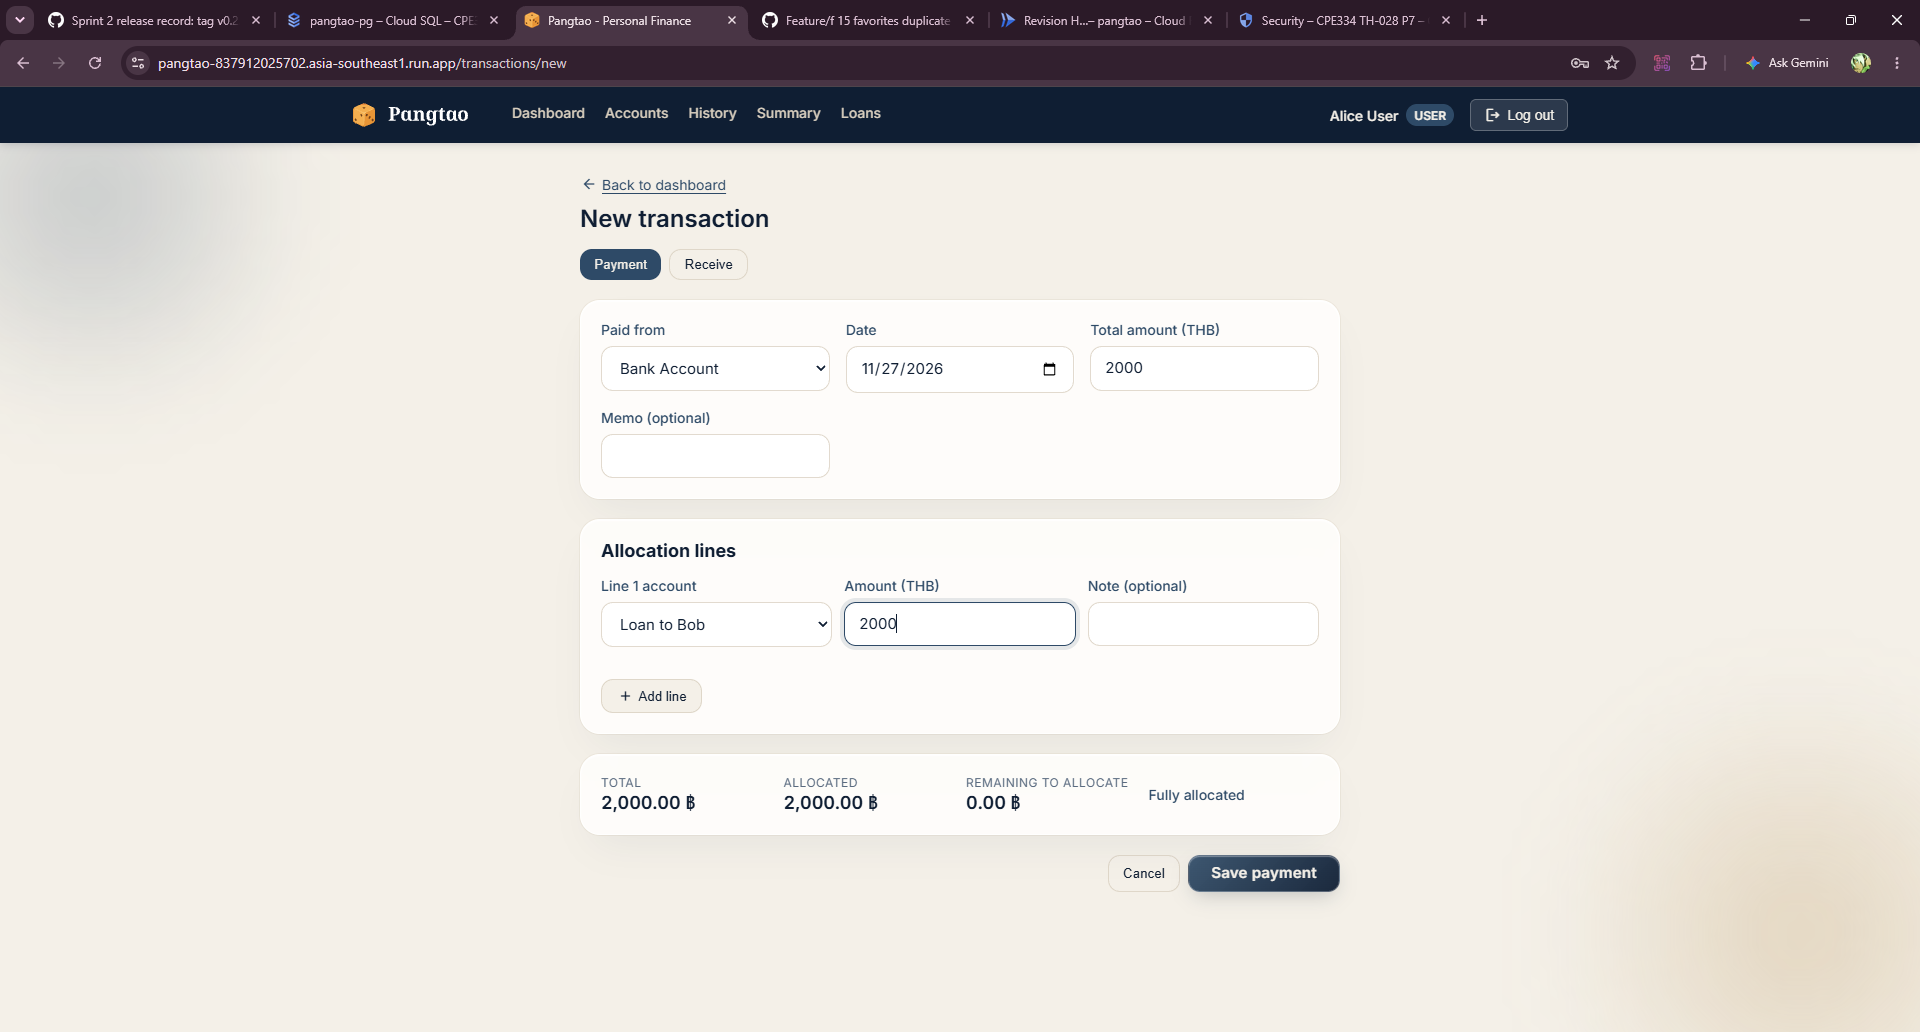 Sprint 2 release record: tag v0.2
pangtao-pg – Cloud SQL – CPE
Pangtao - Personal Finance
Feature/f 15 favorites duplicate
Revision H...– pangtao – Cloud
Security – CPE334 TH-028 P7 –
pangtao-837912025702.asia-southeast1.run.app/transactions/new
Ask Gemini
Pangtao
Dashboard
Accounts
History
Summary
Loans
Alice User
USER
Log out
Back to dashboard
New transaction
Payment
Receive
Paid from
Date
Total amount (THB)
Bank Account
11/27/2026
2000
Memo (optional)
Allocation lines
Line 1 account
Amount (THB)
Note (optional)
Loan to Bob
2000
+ Add line
TOTAL
ALLOCATED
REMAINING TO ALLOCATE
2,000.00 ฿
2,000.00 ฿
0.00 ฿
Fully allocated
Cancel
Save payment